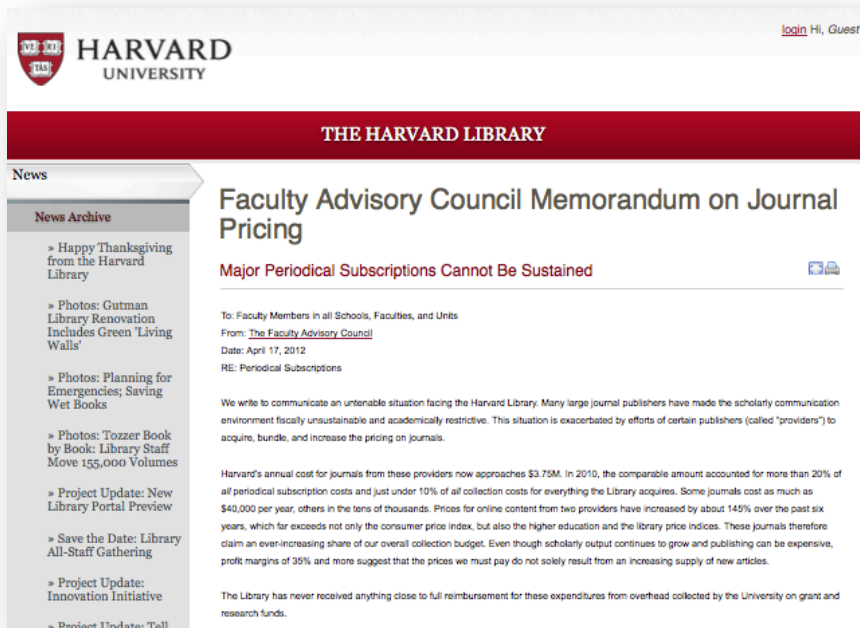 login Hi, Guest
HARVARD
UNIVERSITY
THE HARVARD LIBRARY
News
News Archive
» Happy Thanksgiving
from the Harvard
Library
» Photos: Gutman
Library Renovation
Includes Green 'Living
Walls'
» Photos: Planning for
Emergencies; Saving
Wet Books
» Photos: Tozzer Book
by Book: Library Staff
Move 155,000 Volumes
» Project Update: New
Library Portal Preview
» Save the Date: Library
All-Staff Gathering
» Project Update:
Innovation Initiative
» Project Update: Tell
Faculty Advisory Council Memorandum on Journal
Pricing
Major Periodical Subscriptions Cannot Be Sustained
To: Faculty Members in all Schools, Faculties, and Units
From: The Faculty Advisory Council
Date: April 17, 2012
RE: Periodical Subscriptions
We write to communicate an untenable situation facing the Harvard Library. Many large journal publishers have made the scholarly communication
environment fiscally unsustainable and academically restrictive. This situation is exacerbated by efforts of certain publishers (called "providers") to
acquire, bundle, and increase the pricing on journals.
Harvard's annual cost for journals from these providers now approaches $3.75M. In 2010, the comparable amount accounted for more than 20% of
all periodical subscription costs and just under 10% of all collection costs for everything the Library acquires. Some journals cost as much as
$40,000 per year, others in the tens of thousands. Prices for online content from two providers have increased by about 145% over the past six
years, which far exceeds not only the consumer price index, but also the higher education and the library price indices. These journals therefore
claim an ever-increasing share of our overall collection budget. Even though scholarly output continues to grow and publishing can be expensive,
profit margins of 35% and more suggest that the prices we must pay do not solely result from an increasing supply of new articles.
The Library has never received anything close to full reimbursement for these expenditures from overhead collected by the University on grant and
research funds.